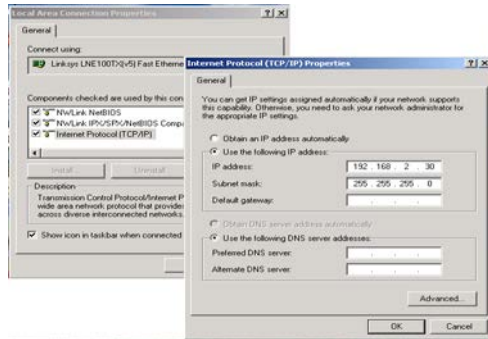 Local Area Connection Properties
General
Connect using:
Linksys LNE100TX(v5) Fast Etherne
Components checked are used by this con
NWLink NetBIOS
NWLink IPX/SPX/NetBIOS Compa
Internet Protocol (TCP/IP)
Install...
Uninstall
Description
Transmission Control Protocol/Internet P
wide area network protocol that provides
across diverse interconnected networks.
Show icon in taskbar when connected
Internet Protocol (TCP/IP) Properties
General
You can get IP settings assigned automatically if your network supports
this capability. Otherwise, you need to ask your network administrator for
the appropriate IP settings.
Obtain an IP address automatically
Use the following IP address:
IP address: 192 . 168 . 2 . 30
Subnet mask: 255 . 255 . 255 . 0
Default gateway:
Obtain DNS server address automatically
Use the following DNS server addresses:
Preferred DNS server:
Alternate DNS server:
Advanced...
OK Cancel